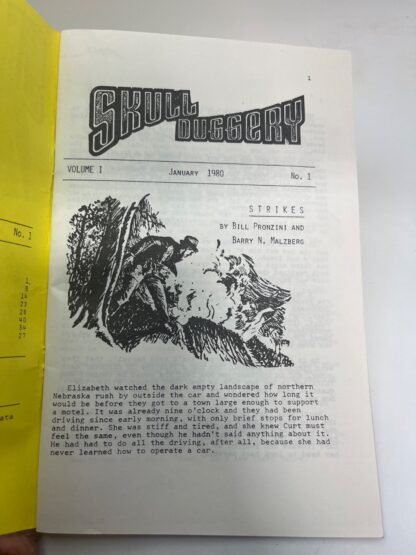 1
SKULL
DUGGERY
VOLUME I JANUARY 1980 No. 1
STRIKES
BY BILL PRONZINI AND
BARRY N. MALZBERG
Elizabeth watched the dark empty landscape of northern
Nebraska rush by outside the car and wondered how long it
would be before they got to a town large enough to support
a motel. It was already nine o'clock and they had been
driving since early morning, with only brief stops for lunch
and dinner. She was stiff and tired, and she knew Curt must
feel the same, even though he hadn't said anything about it.
He had had to do all the driving, after all, because she had
never learned how to operate a car.
No. 1
1
8
14
23
28
40
84
27